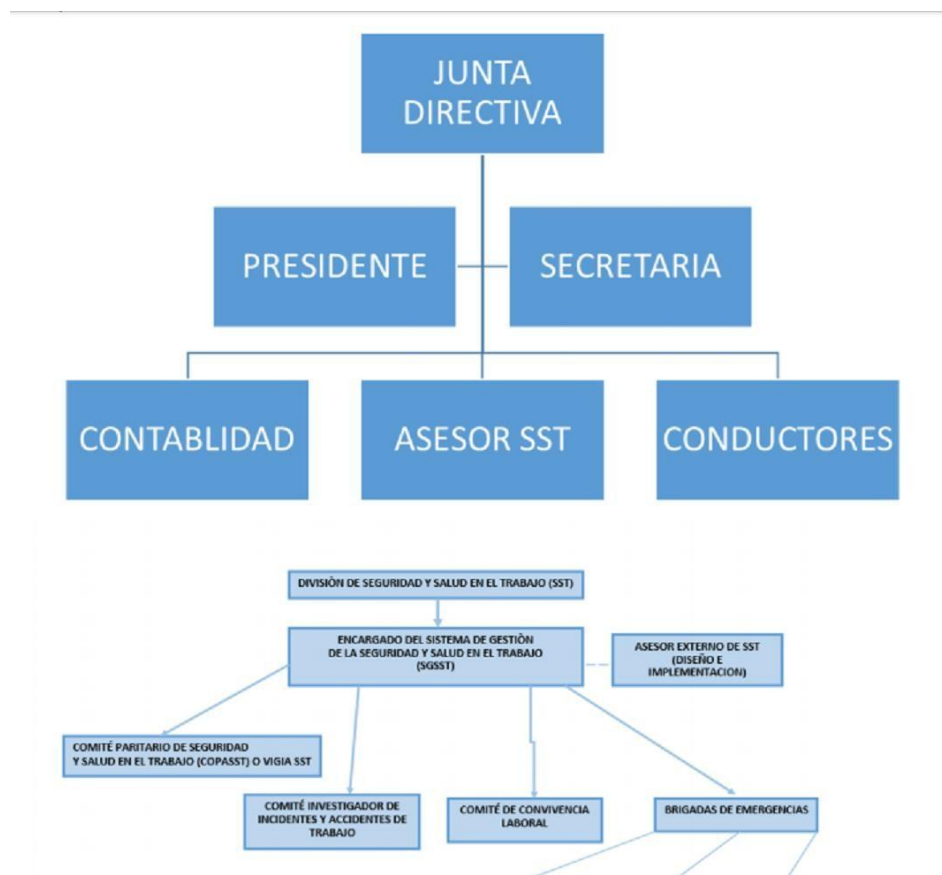 JUNTA
DIRECTIVA
PRESIDENTE
SECRETARIA
CONTABLIDAD
ASESOR SST
CONDUCTORES
DIVISIÒN DE SEGURIDAD Y SALUD EN EL TRABAJO (SST)
ENCARGADO DEL SISTEMA DE GESTIÒN
DE LA SEGURIDAD Y SALUD EN EL TRABAJO
(SGSST)
ASESOR EXTERNO DE SST
(DISEÑO E
IMPLEMENTACION)
COMITÉ PARITARIO DE SEGURIDAD
Y SALUD EN EL TRABAJO (COPASST) O VIGIA SST
COMITÉ INVESTIGADOR DE
INCIDENTES Y ACCIDENTES DE
TRABAJO
COMITÉ DE CONVIVENCIA
LABORAL
BRIGADAS DE EMERGENCIAS